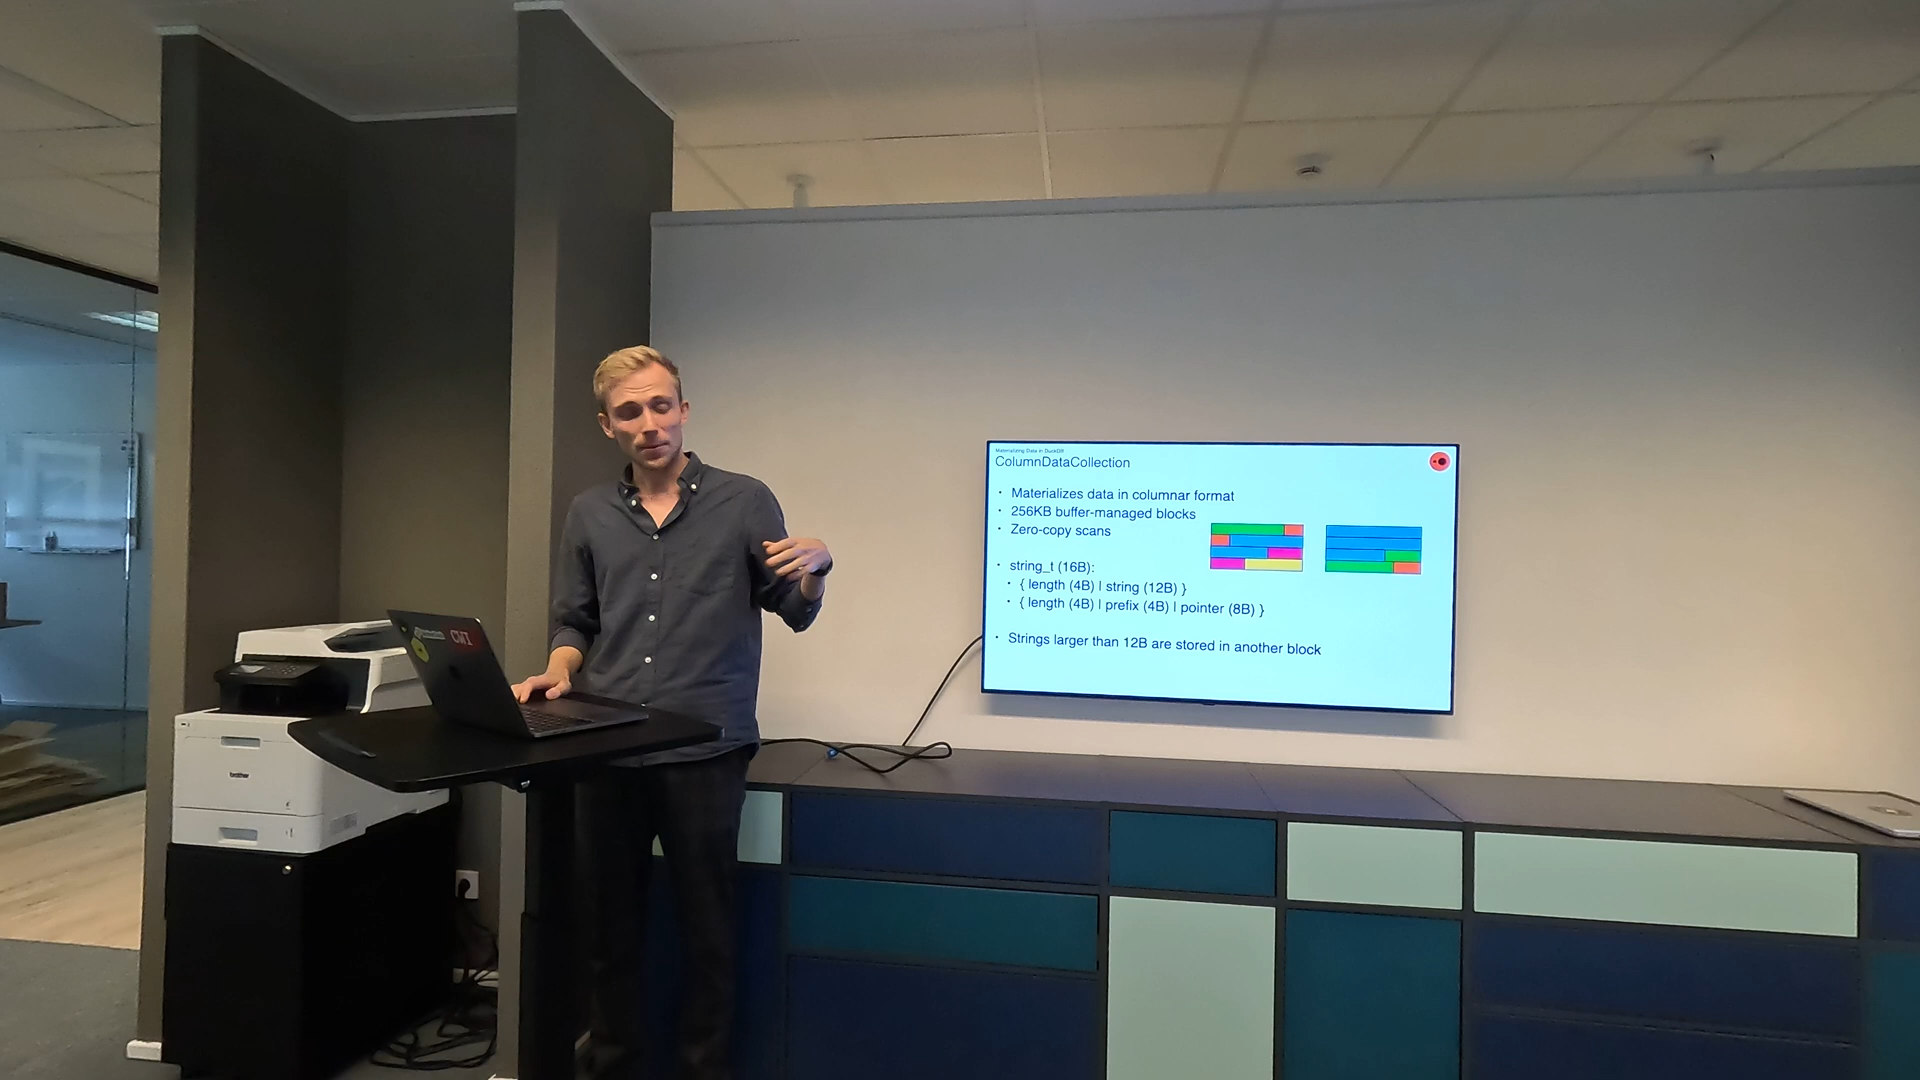 Materializing Data in DuckDB
ColumnDataCollection
• Materializes data in columnar format
• 256KB buffer-managed blocks
• Zero-copy scans
• string_t (16B):
• { length (4B) | string (12B) }
• { length (4B) | prefix (4B) | pointer (8B) }
• Strings larger than 12B are stored in another block
CWI
brother